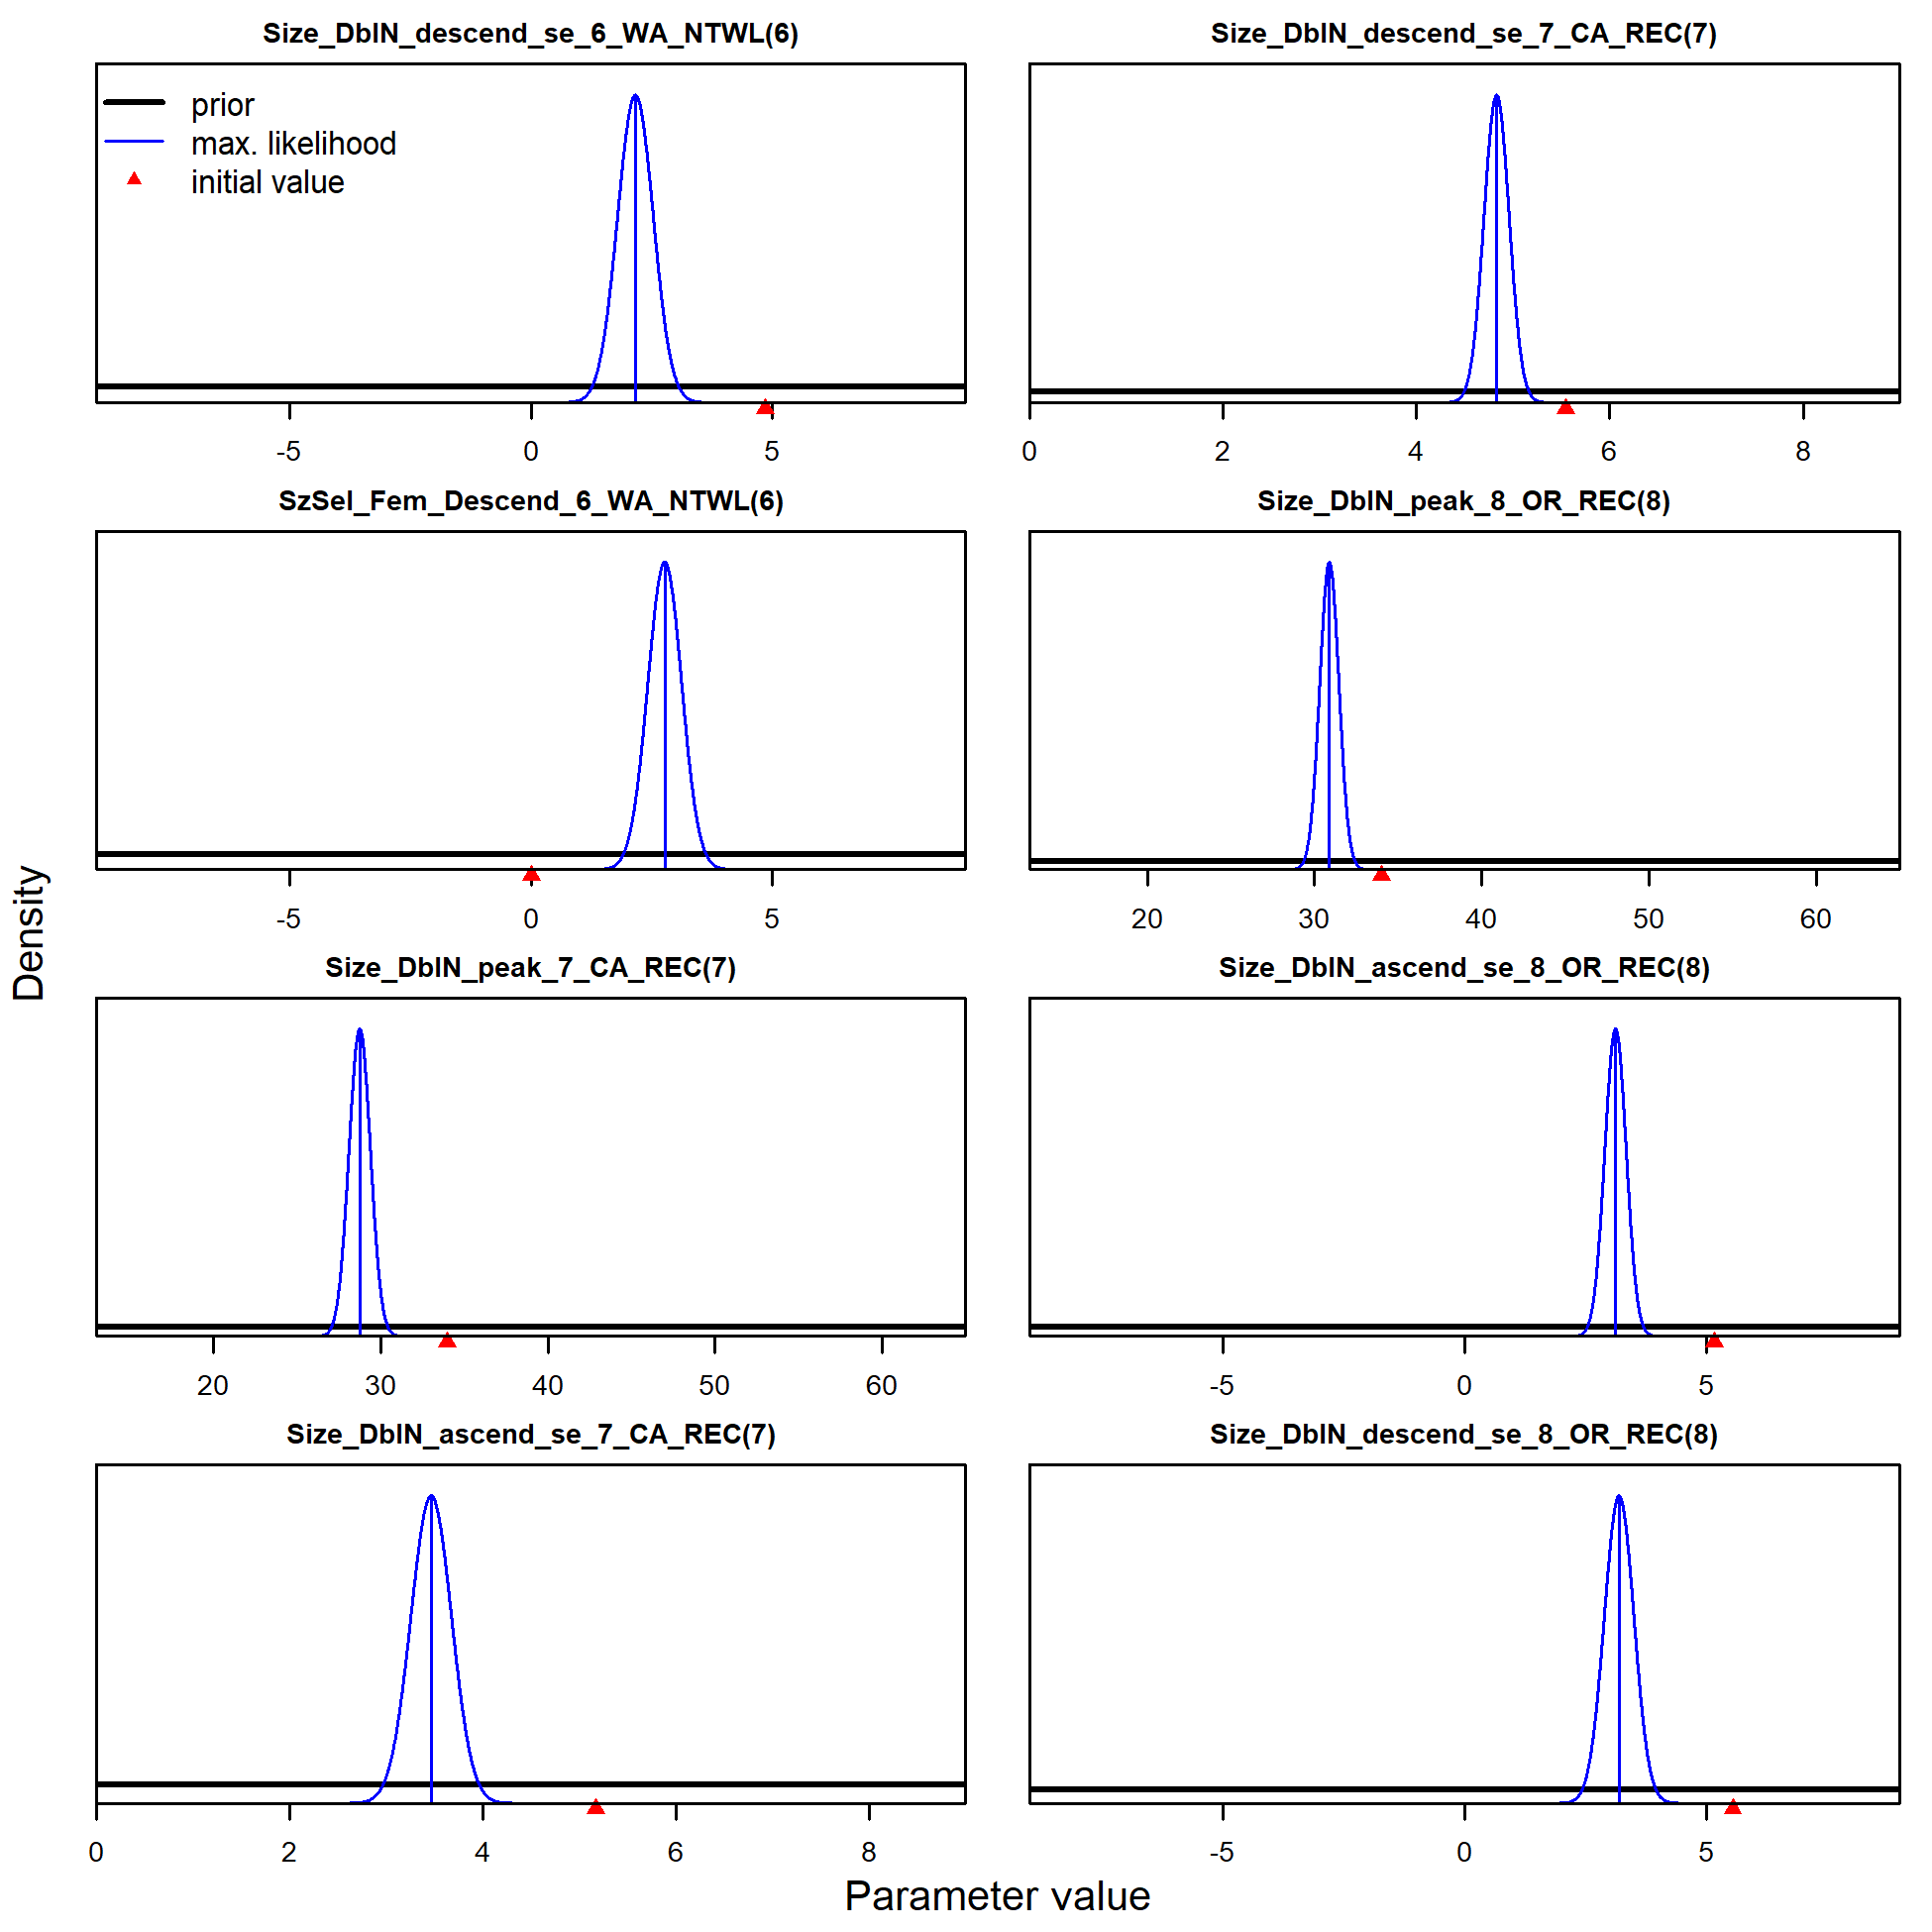 Size_DblN_descend_se_6_WA_NTWL(6)
prior
max. likelihood
initial value
-5 0 5
Size_DblN_descend_se_7_CA_REC(7)
0 2 4 6 8
SzSel_Fem_Descend_6_WA_NTWL(6)
-5 0 5
Size_DblN_peak_8_OR_REC(8)
20 30 40 50 60
Size_DblN_peak_7_CA_REC(7)
20 30 40 50 60
Size_DblN_ascend_se_8_OR_REC(8)
-5 0 5
Size_DblN_ascend_se_7_CA_REC(7)
0 2 4 6 8
Size_DblN_descend_se_8_OR_REC(8)
-5 0 5
Density
Parameter value